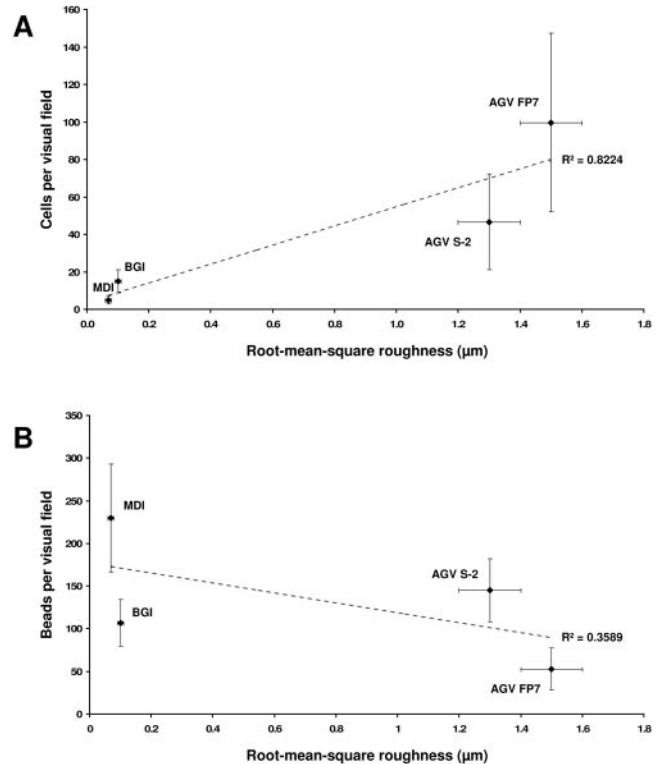 A
Cells per visual field
160
140
120
100
80
60
40
20
0
AGV FP7
R² = 0.8224
AGV S-2
BGI
MDI
0.0 0.2 0.4 0.6 0.8 1.0 1.2 1.4 1.6 1.8
Root-mean-square roughness (µm)
B
Beads per visual field
350
300
250
200
150
100
50
0
MDI
AGV S-2
BGI
R² = 0.3589
AGV FP7
0 0.2 0.4 0.6 0.8 1 1.2 1.4 1.6 1.8
Root-mean-square roughness (µm)